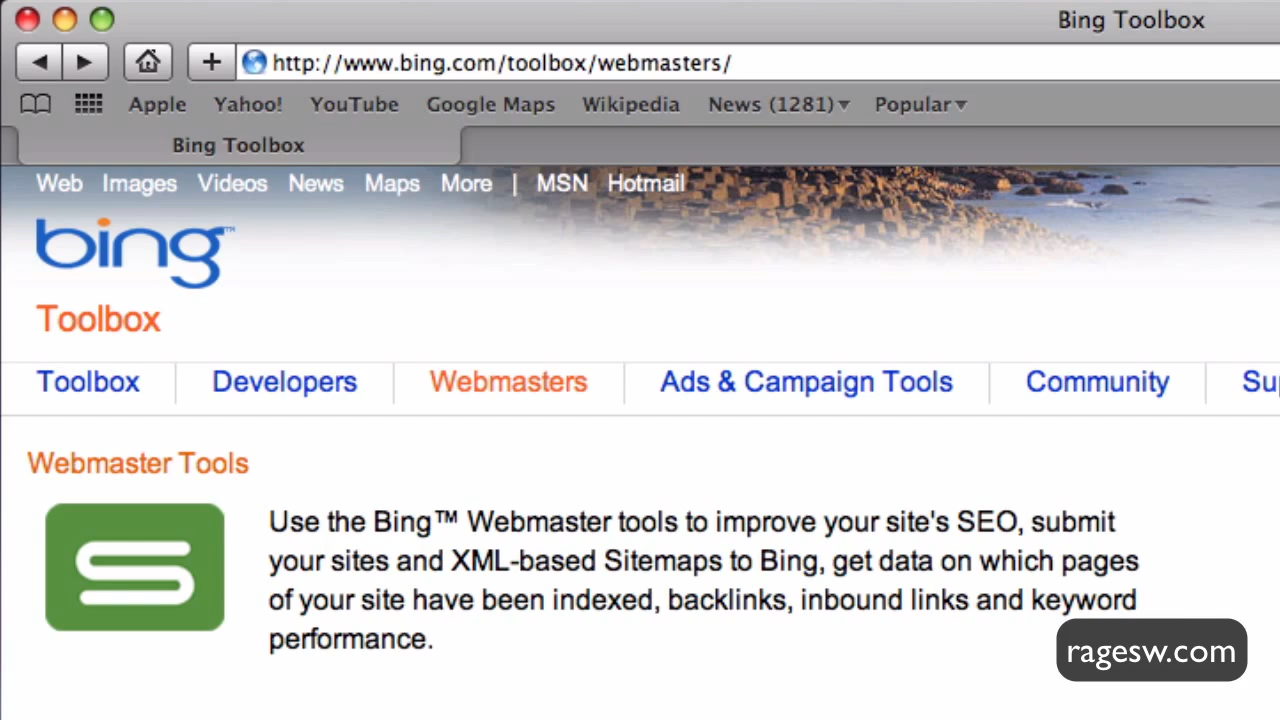 Bing Toolbox
http://www.bing.com/toolbox/webmasters/
Apple Yahoo! YouTube Google Maps Wikipedia News (1281) Popular
Bing Toolbox
Web Images Videos News Maps More | MSN Hotmail
bing™
Toolbox
Toolbox Developers Webmasters Ads & Campaign Tools Community Sup
Webmaster Tools
Use the Bing™ Webmaster tools to improve your site's SEO, submit
your sites and XML-based Sitemaps to Bing, get data on which pages
of your site have been indexed, backlinks, inbound links and keyword
performance.
ragesw.com